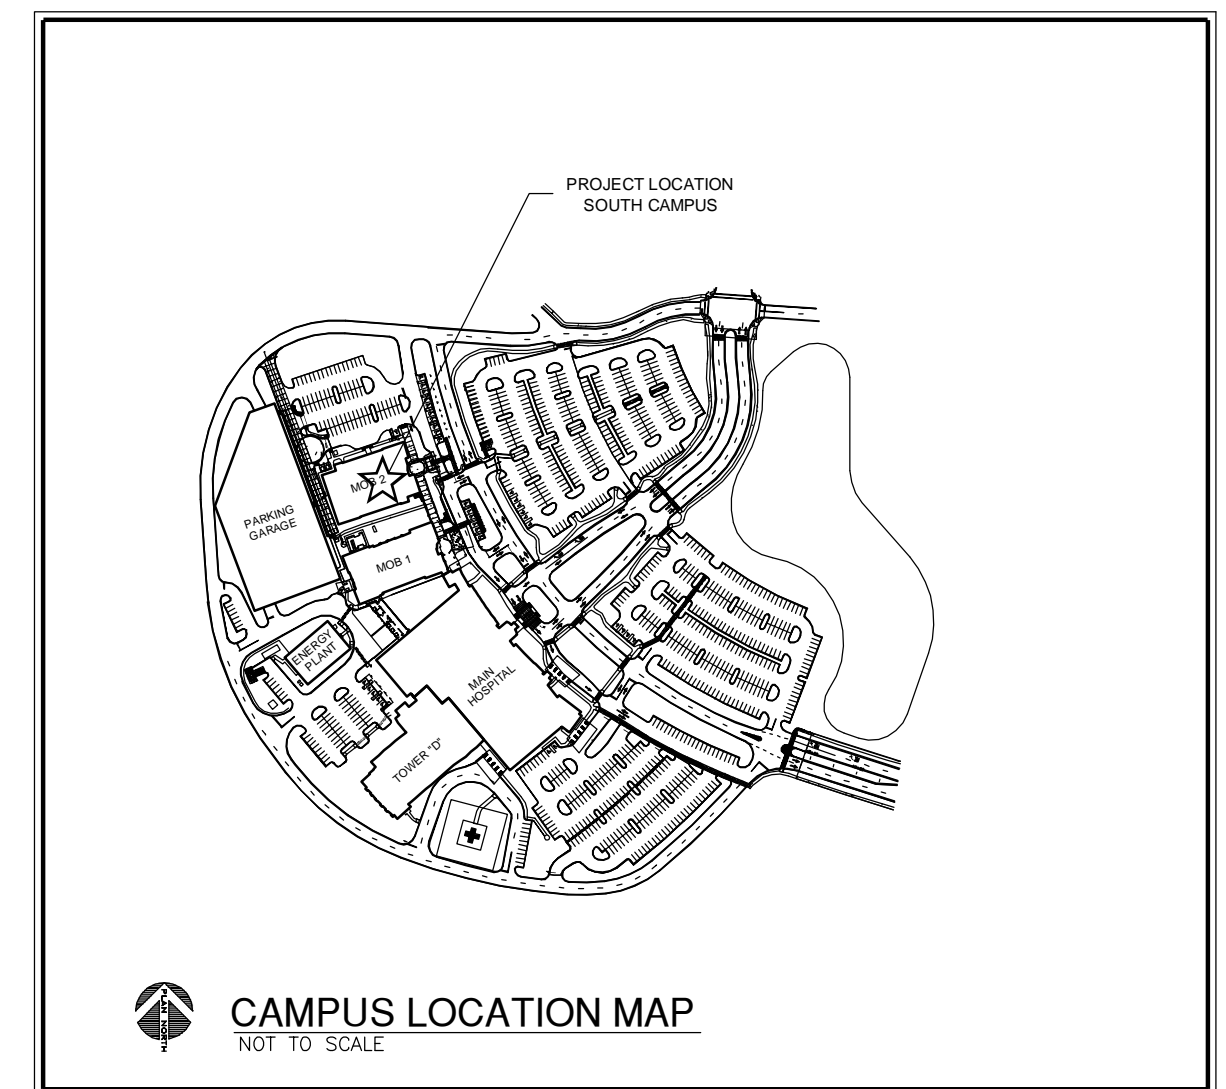 PROJECT LOCATION
SOUTH CAMPUS
MOB 2
PARKING
GARAGE
MOB 1
ENERGY
PLANT
MAIN
HOSPITAL
TOWER "D"
PLAN NORTH
CAMPUS LOCATION MAP
NOT TO SCALE